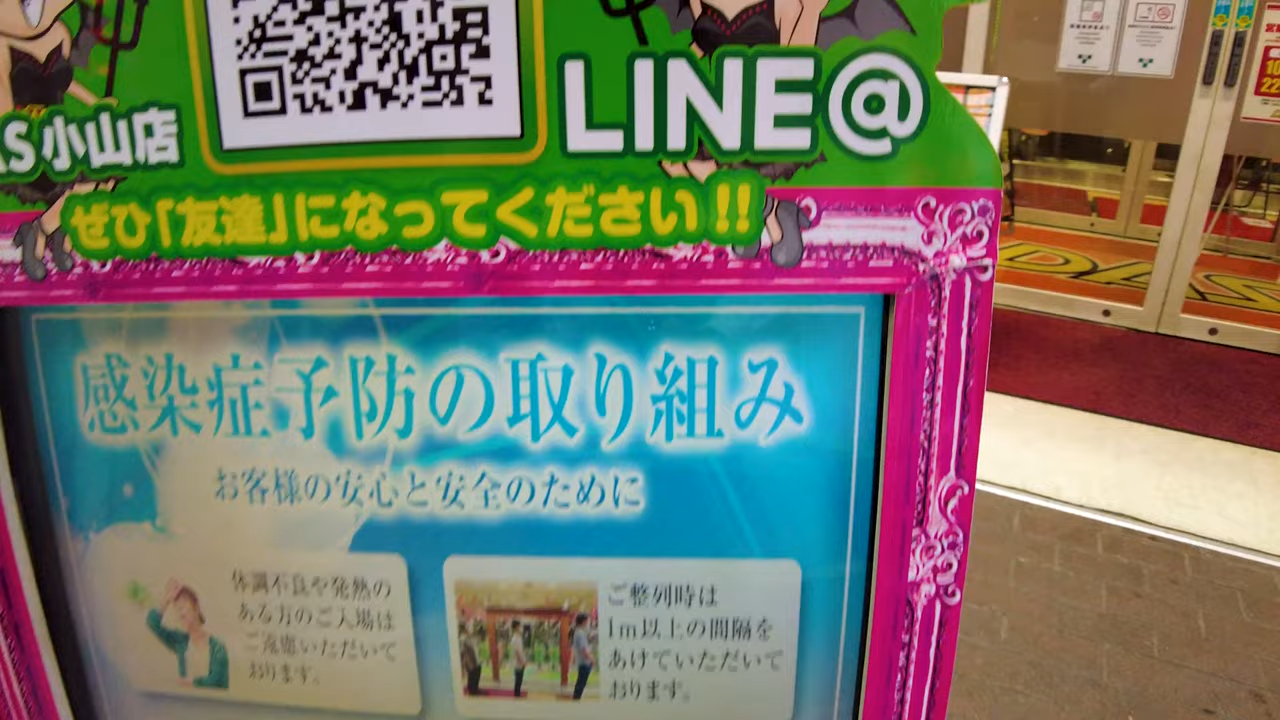 LINE@
AS小山店
ぜひ「友達」になってください!!
DAS
感染症予防の取り組み
お客様の安心と安全のために
体調不良や発熱の
ある方のご入場は
ご遠慮いただいて
おります。
ご整列時は
1m以上の間隔を
あけていただいて
おります。